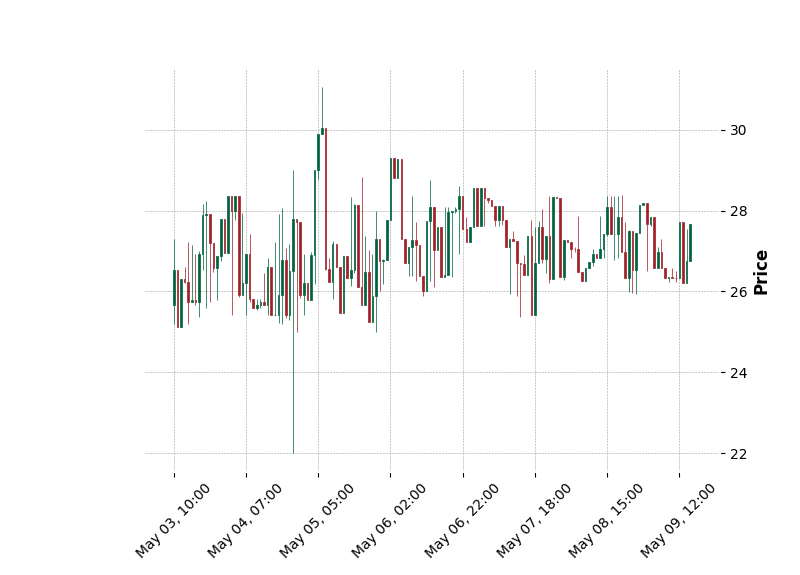 30
28
26
24
22
Price
May 03, 10:00
May 04, 07:00
May 05, 05:00
May 06, 02:00
May 06, 22:00
May 07, 18:00
May 08, 15:00
May 09, 12:00